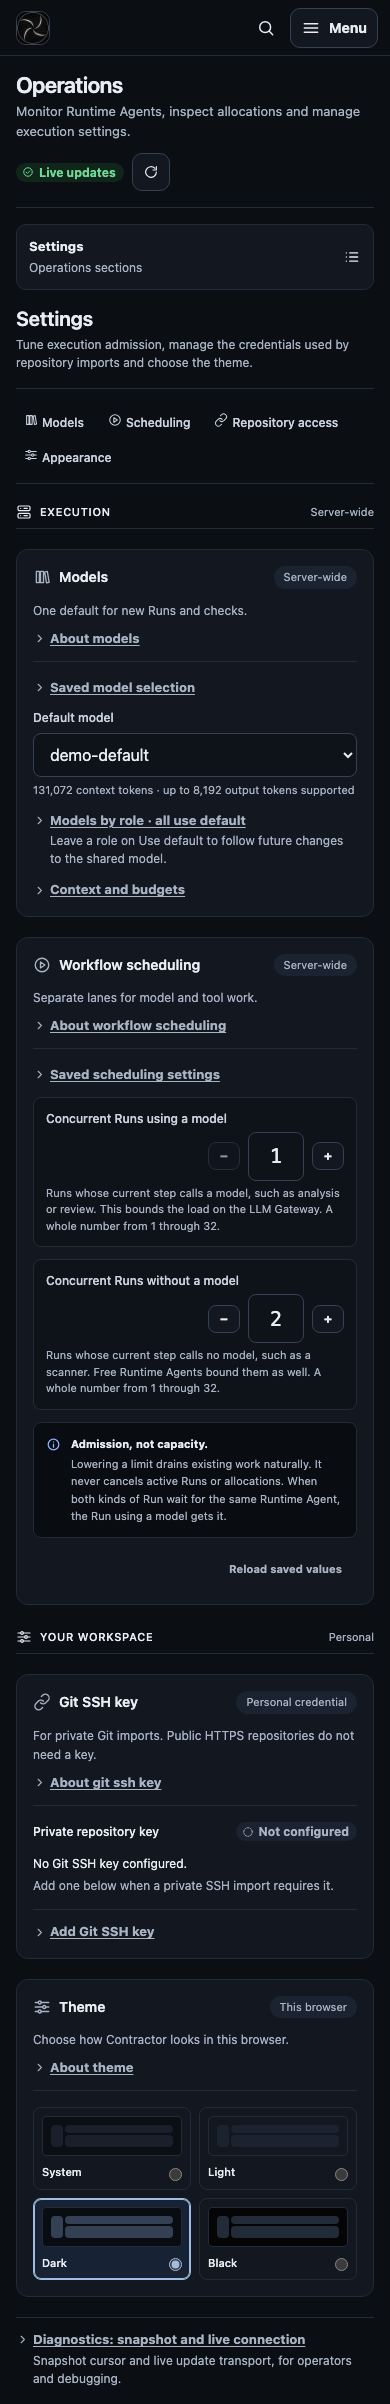 Menu
Operations
Monitor Runtime Agents, inspect allocations and manage
execution settings.
Live updates
Settings
Operations sections
Settings
Tune execution admission, manage the credentials used by
repository imports and choose the theme.
Models
Scheduling
Repository access
Appearance
EXECUTION
Server-wide
Models
Server-wide
One default for new Runs and checks.
About models
Saved model selection
Default model
demo-default
131,072 context tokens · up to 8,192 output tokens supported
Models by role · all use default
Leave a role on Use default to follow future changes
to the shared model.
Context and budgets
Workflow scheduling
Server-wide
Separate lanes for model and tool work.
About workflow scheduling
Saved scheduling settings
Concurrent Runs using a model
− 1 +
Runs whose current step calls a model, such as analysis
or review. This bounds the load on the LLM Gateway. A
whole number from 1 through 32.
Concurrent Runs without a model
− 2 +
Runs whose current step calls no model, such as a
scanner. Free Runtime Agents bound them as well. A
whole number from 1 through 32.
Admission, not capacity.
Lowering a limit drains existing work naturally. It
never cancels active Runs or allocations. When
both kinds of Run wait for the same Runtime Agent,
the Run using a model gets it.
Reload saved values
YOUR WORKSPACE
Personal
Git SSH key
Personal credential
For private Git imports. Public HTTPS repositories do not
need a key.
About git ssh key
Private repository key
Not configured
No Git SSH key configured.
Add one below when a private SSH import requires it.
Add Git SSH key
Theme
This browser
Choose how Contractor looks in this browser.
About theme
System
Light
Dark
Black
Diagnostics: snapshot and live connection
Snapshot cursor and live update transport, for operators
and debugging.